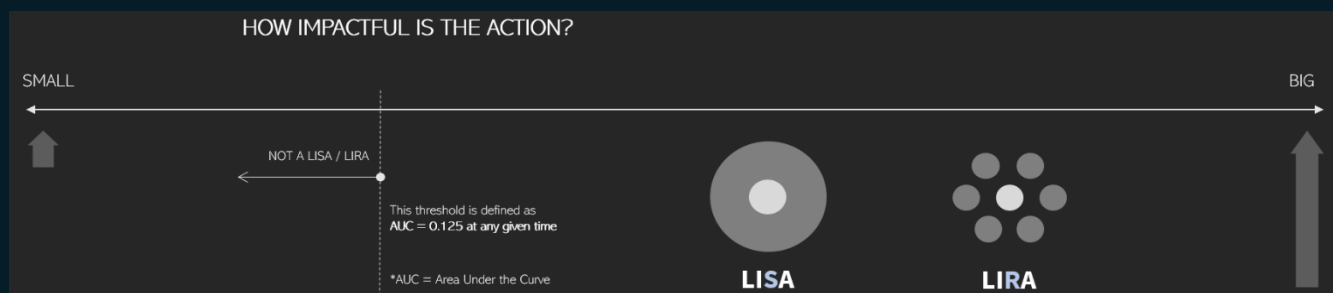 HOW IMPACTFUL IS THE ACTION?
SMALL
BIG
NOT A LISA / LIRA
This threshold is defined as
AUC = 0.125 at any given time
*AUC = Area Under the Curve
LISA
LIRA